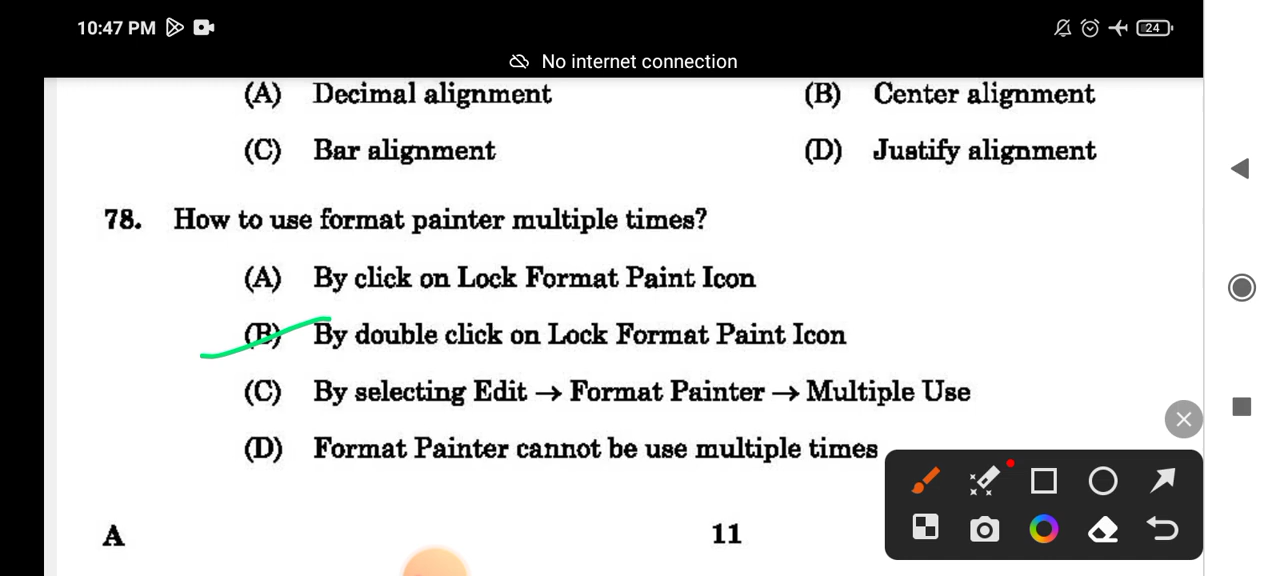 10:47 PM
24
No internet connection
(A) Decimal alignment (B) Center alignment
(C) Bar alignment (D) Justify alignment
78. How to use format painter multiple times?
(A) By click on Lock Format Paint Icon
(B) By double click on Lock Format Paint Icon
(C) By selecting Edit → Format Painter → Multiple Use
(D) Format Painter cannot be use multiple times
A 11